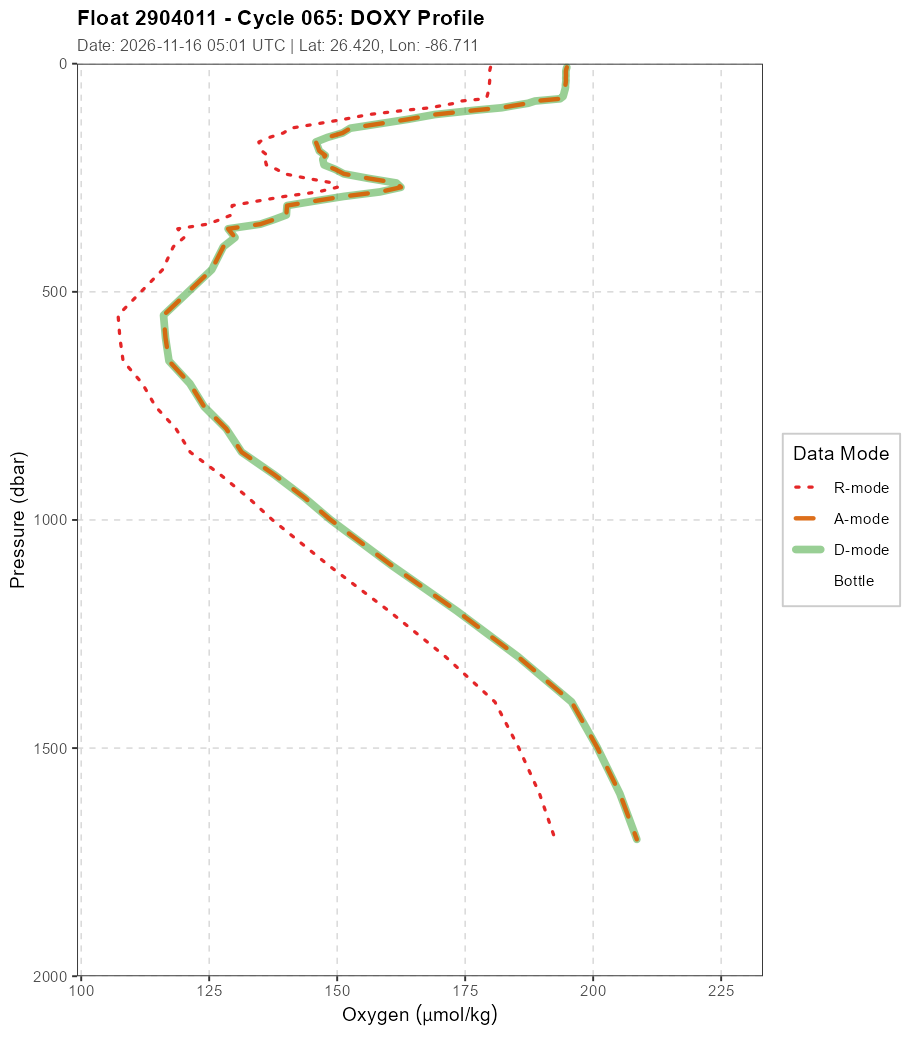 Float 2904011 - Cycle 065: DOXY Profile
Date: 2026-11-16 05:01 UTC | Lat: 26.420, Lon: -86.711
0
500
1000
1500
2000
Pressure (dbar)
100
125
150
175
200
225
Oxygen (µmol/kg)
Data Mode
R-mode
A-mode
D-mode
Bottle